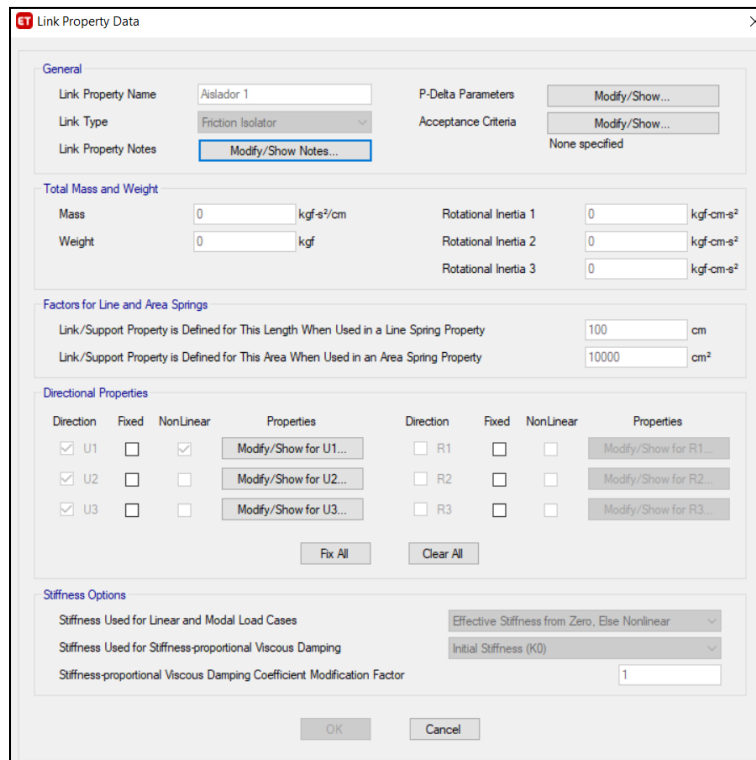 ET Link Property Data
General
Link Property Name Aislador 1 P-Delta Parameters Modify/Show...
Link Type Friction Isolator Acceptance Criteria Modify/Show...
Link Property Notes Modify/Show Notes... None specified
Total Mass and Weight
Mass 0 kgf-s²/cm Rotational Inertia 1 0 kgf-cm-s²
Weight 0 kgf Rotational Inertia 2 0 kgf-cm-s²
Rotational Inertia 3 0 kgf-cm-s²
Factors for Line and Area Springs
Link/Support Property is Defined for This Length When Used in a Line Spring Property 100 cm
Link/Support Property is Defined for This Area When Used in an Area Spring Property 10000 cm²
Directional Properties
Direction Fixed NonLinear Properties Direction Fixed NonLinear Properties
U1 Modify/Show for U1... R1 Modify/Show for R1...
U2 Modify/Show for U2... R2 Modify/Show for R2...
U3 Modify/Show for U3... R3 Modify/Show for R3...
Fix All Clear All
Stiffness Options
Stiffness Used for Linear and Modal Load Cases Effective Stiffness from Zero, Else Nonlinear
Stiffness Used for Stiffness-proportional Viscous Damping Initial Stiffness (K0)
Stiffness-proportional Viscous Damping Coefficient Modification Factor 1
OK Cancel